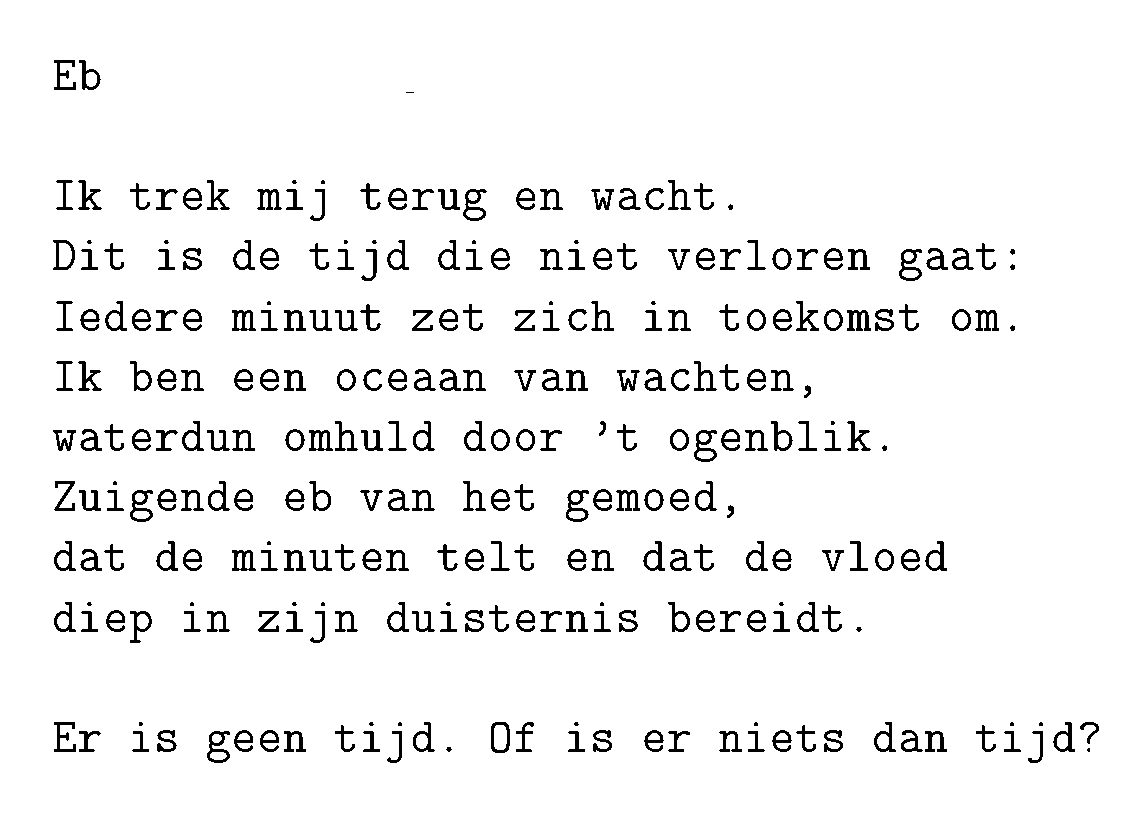 Eb
Ik trek mij terug en wacht.
Dit is de tijd die niet verloren gaat:
Iedere minuut zet zich in toekomst om.
Ik ben een oceaan van wachten,
waterdun omhuld door ’t ogenblik.
Zuigende eb van het gemoed,
dat de minuten telt en dat de vloed
diep in zijn duisternis bereidt.
Er is geen tijd. Of is er niets dan tijd?